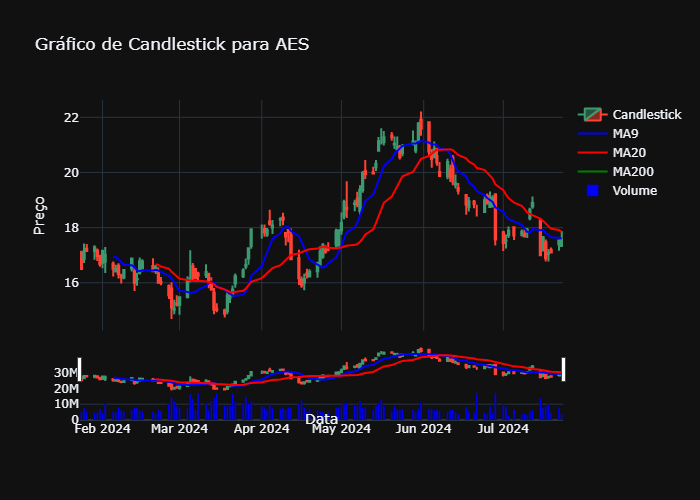 Gráfico de Candlestick para AES
Candlestick
MA9
MA20
MA200
Volume
Preço
22
20
18
16
30M
20M
10M
0
Data
Feb 2024
Mar 2024
Apr 2024
May 2024
Jun 2024
Jul 2024